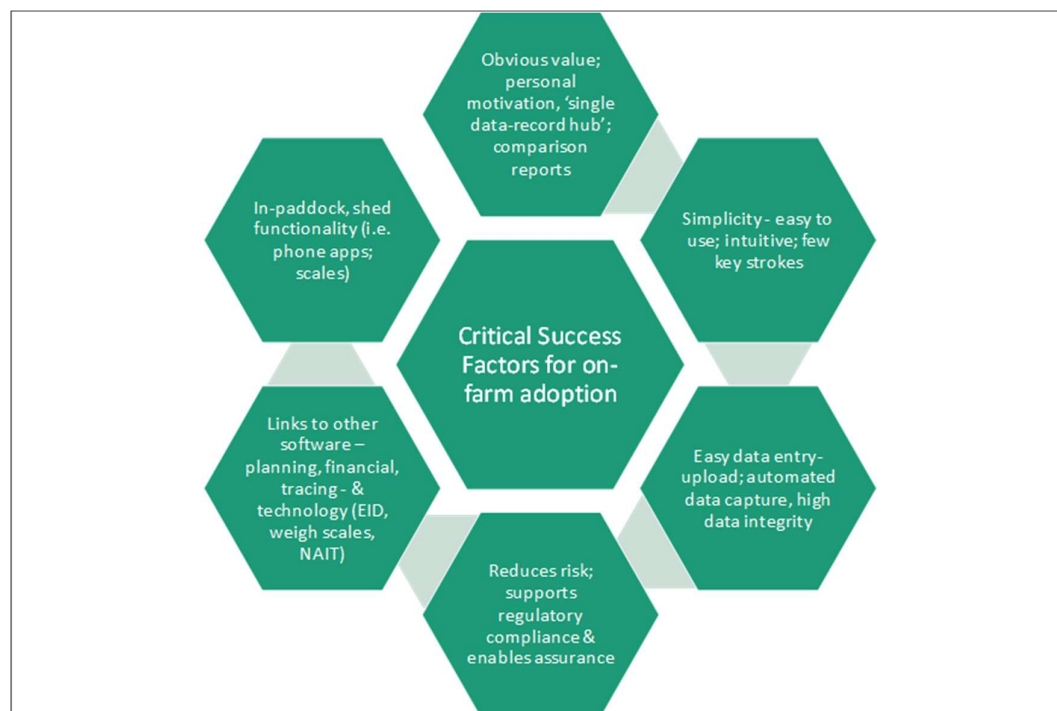 Obvious value;
personal
motivation, ‘single
data-record hub’;
comparison
reports
Simplicity - easy to
use; intuitive; few
key strokes
Easy data entry-
upload; automated
data capture, high
data integrity
Reduces risk;
supports
regulatory
compliance &
enables assurance
Links to other
software –
planning, financial,
tracing - &
technology (EID,
weigh scales,
NAIT)
In-paddock, shed
functionality (i.e.
phone apps;
scales)
Critical Success
Factors for on-
farm adoption